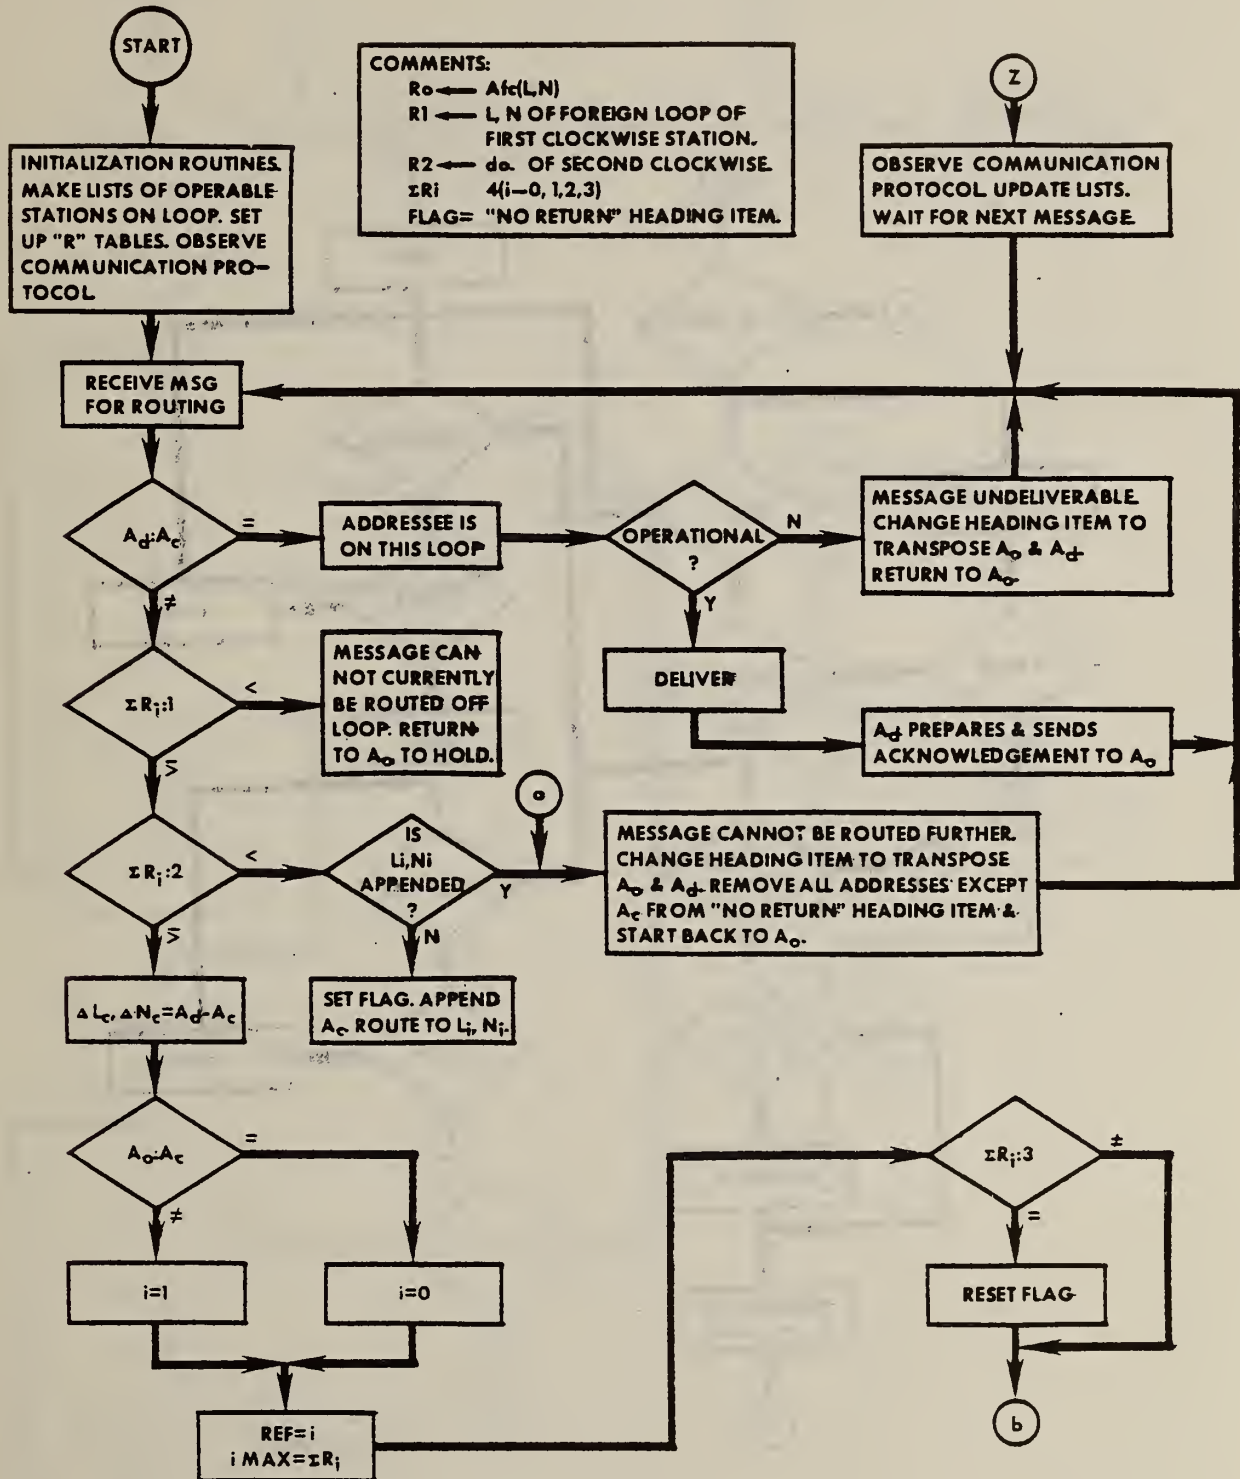 START
COMMENTS:
Ro ← Afc(L,N)
R1 ← L, N OF FOREIGN LOOP OF
FIRST CLOCKWISE STATION.
R2 ← do. OF SECOND CLOCKWISE.
ΣRi 4(i—0, 1,2,3)
FLAG= "NO RETURN" HEADING ITEM.
Z
INITIALIZATION ROUTINES.
MAKE LISTS OF OPERABLE
STATIONS ON LOOP. SET
UP "R" TABLES. OBSERVE
COMMUNICATION PRO-
TOCOL.
OBSERVE COMMUNICATION
PROTOCOL. UPDATE LISTS.
WAIT FOR NEXT MESSAGE.
RECEIVE MSG
FOR ROUTING
Ad:Ac
=
≠
ADDRESSEE IS
ON THIS LOOP
OPERATIONAL
?
N
Y
MESSAGE UNDELIVERABLE.
CHANGE HEADING ITEM TO
TRANSPOSE Ao & Ad.
RETURN TO Ao.
ΣRi:1
<
≥
MESSAGE CAN
NOT CURRENTLY
BE ROUTED OFF
LOOP. RETURN
TO Ao TO HOLD.
DELIVER
Ad PREPARES & SENDS
ACKNOWLEDGEMENT TO Ao
a
ΣRi:2
<
≥
IS
Li,Ni
APPENDED
?
Y
N
MESSAGE CANNOT BE ROUTED FURTHER.
CHANGE HEADING ITEM TO TRANSPOSE
Ao & Ad. REMOVE ALL ADDRESSES EXCEPT
Ac FROM "NO RETURN" HEADING ITEM &
START BACK TO Ao.
ΔLc, ΔNc=Ad-Ac
SET FLAG. APPEND
Ac. ROUTE TO Li, Ni.
Ao:Ac
=
≠
ΣRi:3
≠
=
i=1
i=0
RESET FLAG
REF=i
i MAX=ΣRi
b